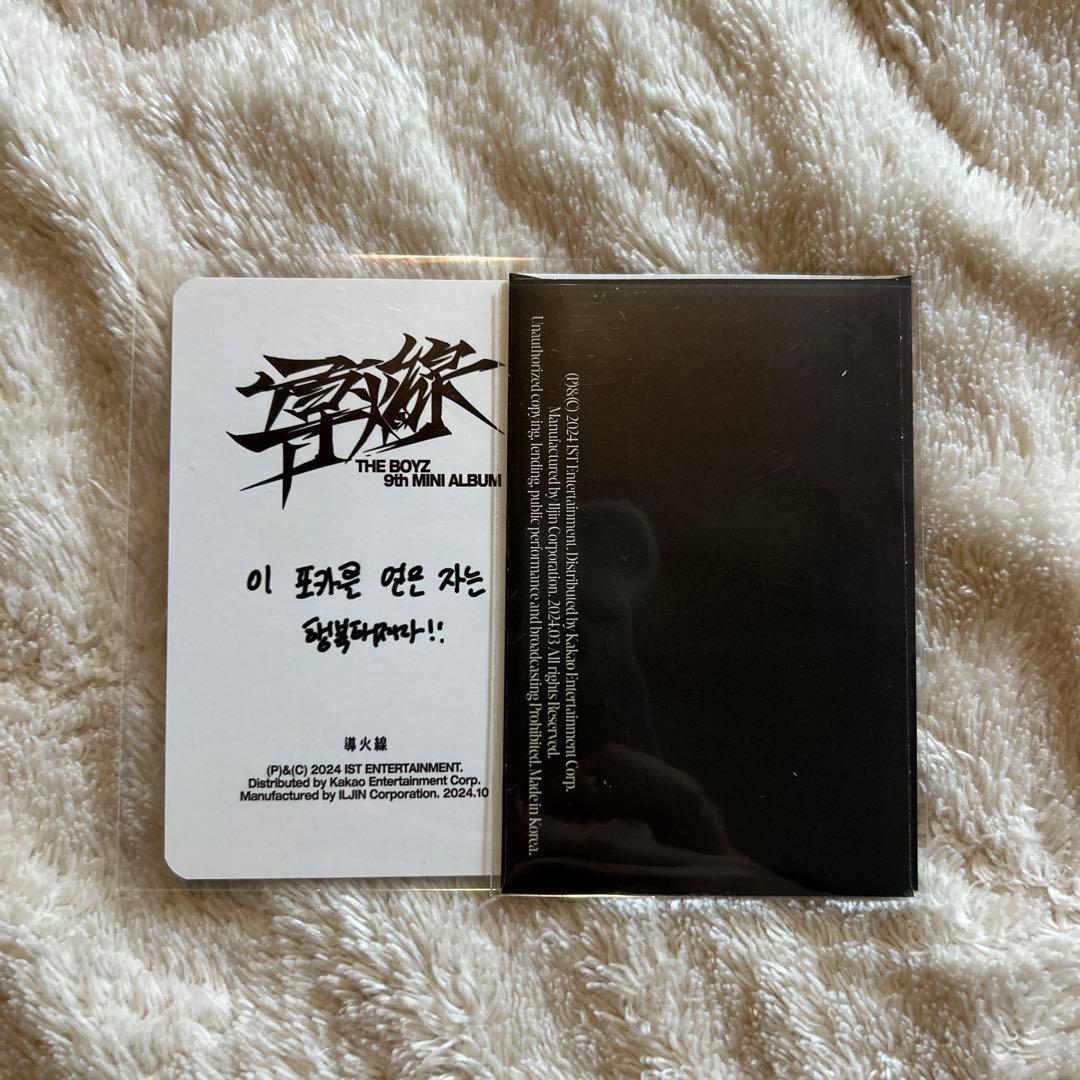 導火線
THE BOYZ
9th MINI ALBUM
이 포카를 얻은 자는
행복해져라!!
導火線
(P)&(C) 2024 IST ENTERTAINMENT.
Distributed by Kakao Entertainment Corp.
Manufactured by ILJIN Corporation. 2024.10
(P)&(C) 2024 IST Entertainment. Distributed by Kakao Entertainment Corp.
Manufactured by Iljin Corporation. 2024.03 All rights Reserved.
Unauthorized copying, lending, public performance and broadcasting Prohibited. Made in Korea.